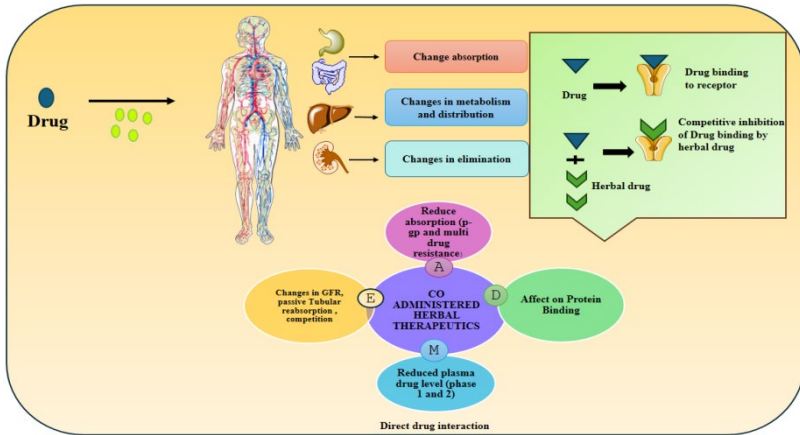 Drug
Change absorption
Changes in metabolism
and distribution
Changes in elimination
Drug
Drug binding
to receptor
Competitive inhibition
of Drug binding by
herbal drug
Herbal drug
Reduce
absorption (p-
gp and multi
drug
resistance)
A
Changes in GFR,
passive Tubular
reabsorption ,
competition
E
CO
ADMINISTERED
HERBAL
THERAPEUTICS
D
Affect on Protein
Binding
M
Reduced plasma
drug level (phase
1 and 2)
Direct drug interaction